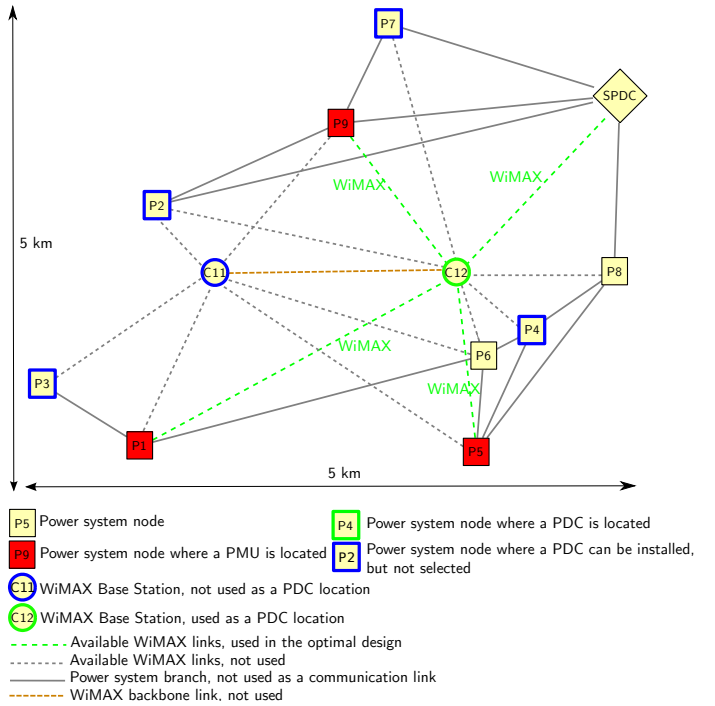 P7
SPDC
P9
WiMAX
WiMAX
P2
5 km
C11
C12
P8
P4
WiMAX
P6
P3
WiMAX
P1
P5
5 km
P5 Power system node
P4 Power system node where a PDC is located
P9 Power system node where a PMU is located
P2 Power system node where a PDC can be installed,
but not selected
C11 WiMAX Base Station, not used as a PDC location
C12 WiMAX Base Station, used as a PDC location
Available WiMAX links, used in the optimal design
Available WiMAX links, not used
Power system branch, not used as a communication link
WiMAX backbone link, not used